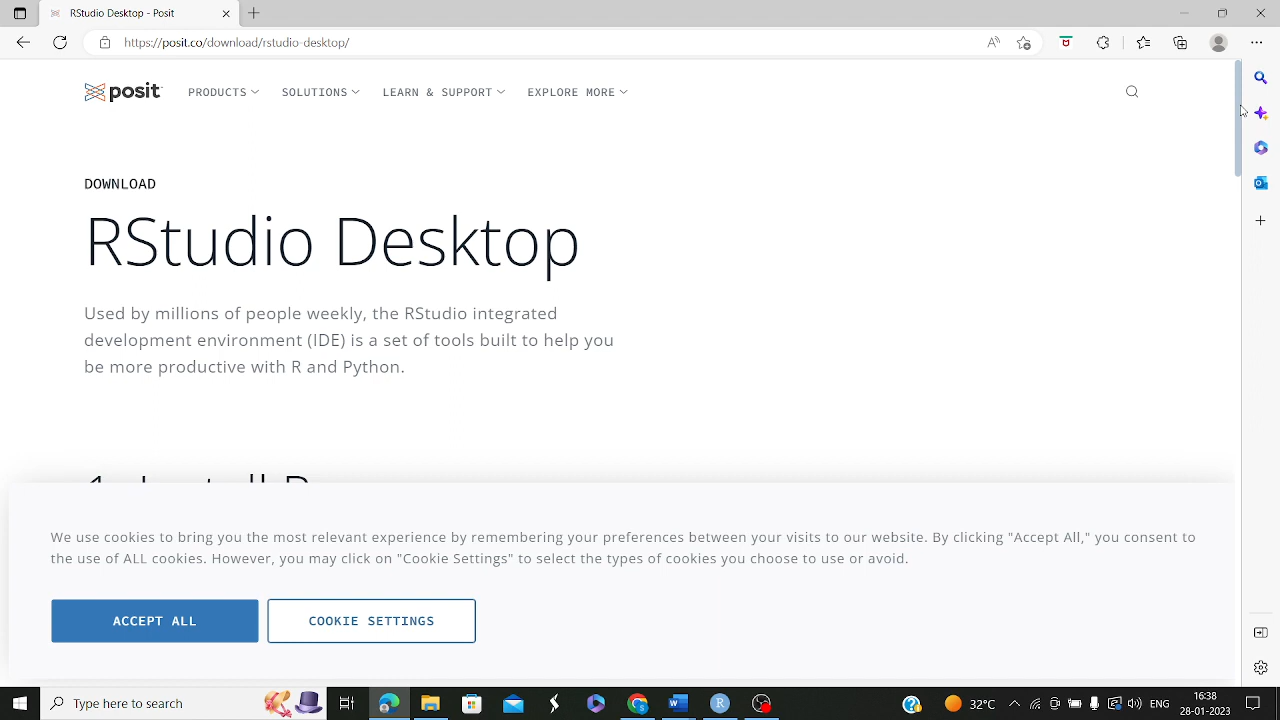 RStudio Desktop - Posit
https://posit.co/download/rstudio-desktop/
posit
PRODUCTS
SOLUTIONS
LEARN & SUPPORT
EXPLORE MORE
DOWNLOAD
RStudio Desktop
Used by millions of people weekly, the RStudio integrated
development environment (IDE) is a set of tools built to help you
be more productive with R and Python.
1: Install R
We use cookies to bring you the most relevant experience by remembering your preferences between your visits to our website. By clicking "Accept All," you consent to
the use of ALL cookies. However, you may click on "Cookie Settings" to select the types of cookies you choose to use or avoid.
ACCEPT ALL
COOKIE SETTINGS
Type here to search
32°C
ENG
16:38
28-01-2023